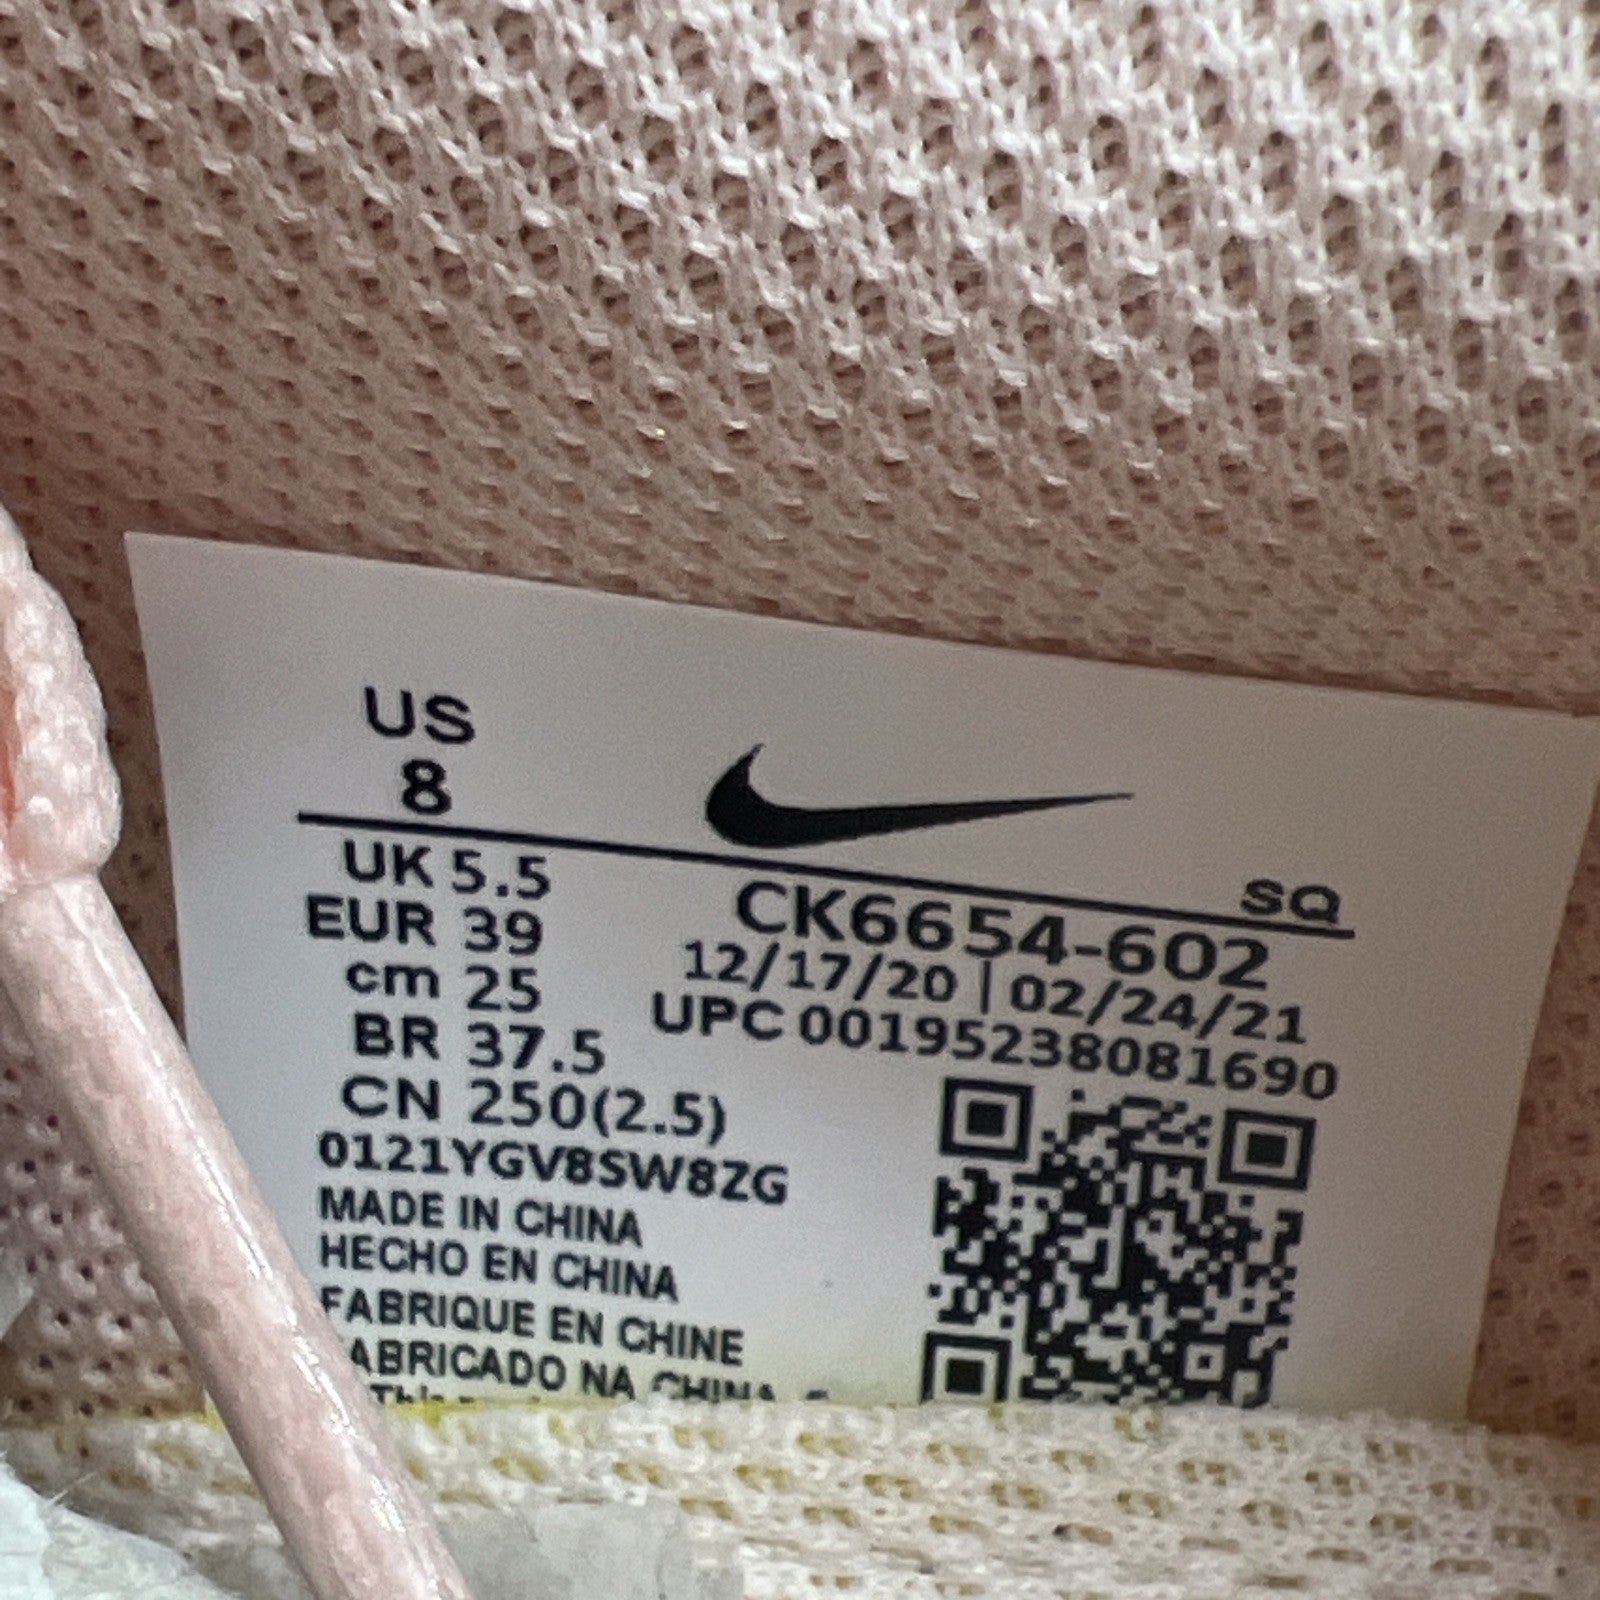 US
8
SQ
UK 5.5
EUR 39
cm 25
BR 37.5
CN 250(2.5)
CK6654-602
12/17/20 | 02/24/21
UPC 00195238081690
0121YGV8SW8ZG
MADE IN CHINA
HECHO EN CHINA
FABRIQUE EN CHINE
FABRICADO NA CHINA